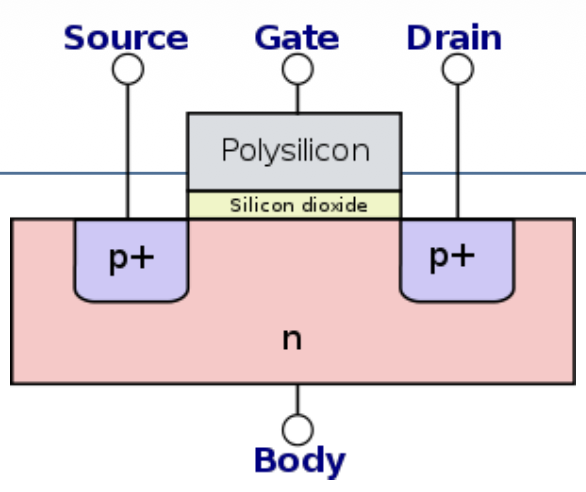 Source Gate Drain
Polysilicon
Silicon dioxide
p+ p+
n
Body